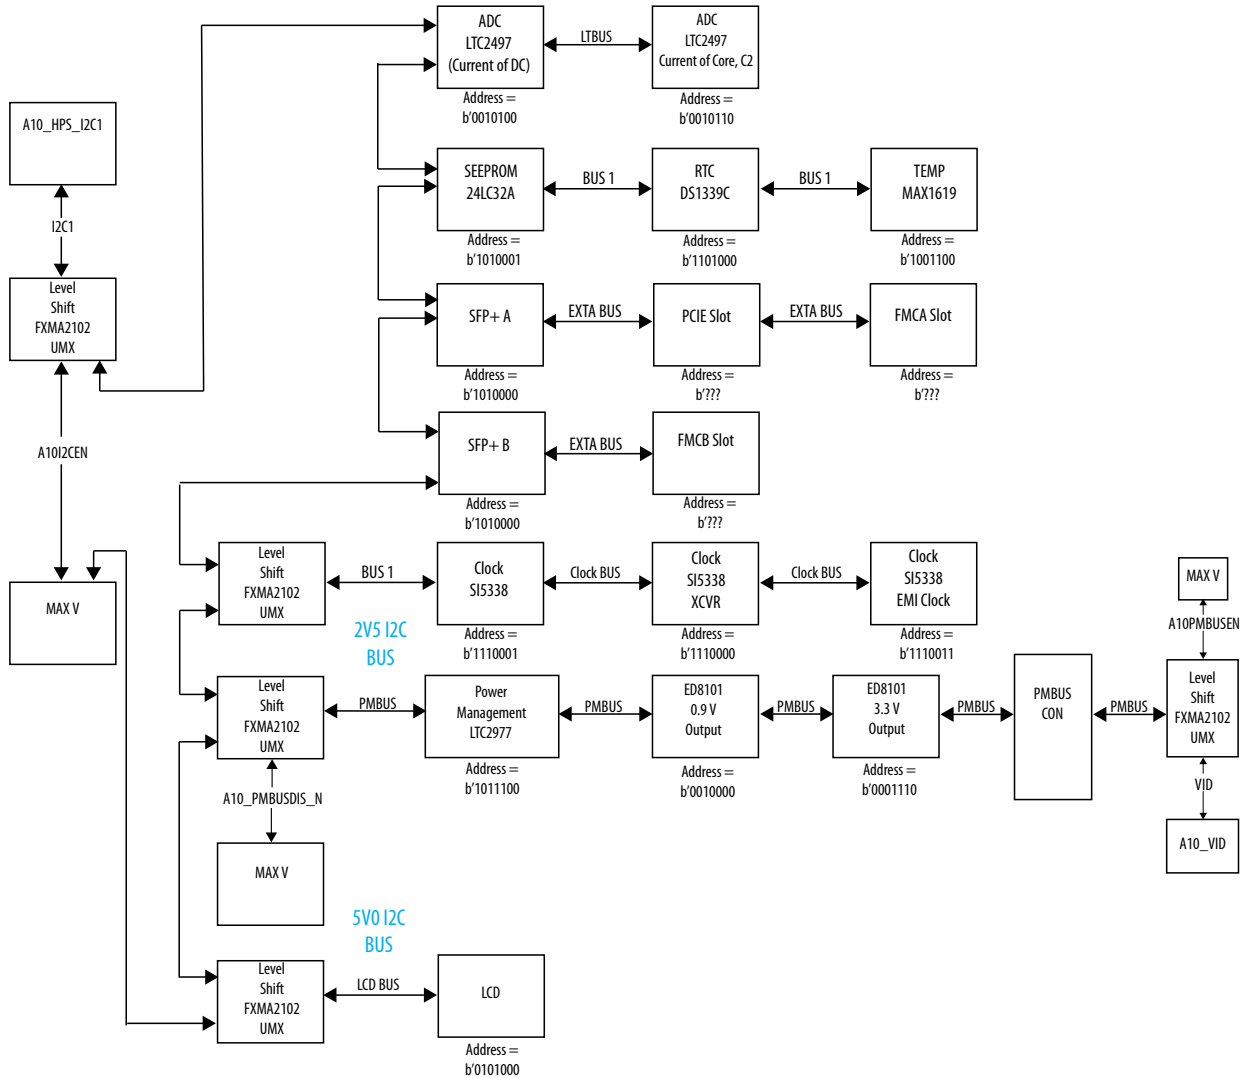 ADC
LTC2497
(Current of DC)
LTBUS
ADC
LTC2497
Current of Core, C2
Address =
b'0010100
Address =
b'0010110
A10_HPS_I2C1
SEEPROM
24LC32A
BUS 1
RTC
DS1339C
BUS 1
TEMP
MAX1619
I2C1
Address =
b'1010001
Address =
b'1101000
Address =
b'1001100
Level
Shift
FXMA2102
UMX
SFP+ A
EXTA BUS
PCIE Slot
EXTA BUS
FMCA Slot
Address =
b'1010000
Address =
b'???
Address =
b'???
A10I2CEN
SFP+ B
EXTA BUS
FMCB Slot
Address =
b'1010000
Address =
b'???
MAX V
Level
Shift
FXMA2102
UMX
BUS 1
Clock
SI5338
Clock BUS
Clock
SI5338
XCVR
Clock BUS
Clock
SI5338
EMI Clock
MAX V
A10PMBUSEN
2V5 I2C
BUS
Address =
b'1110001
Address =
b'1110000
Address =
b'1110011
Level
Shift
FXMA2102
UMX
PMBUS
Power
Management
LTC2977
PMBUS
ED8101
0.9 V
Output
PMBUS
ED8101
3.3 V
Output
PMBUS
PMBUS
CON
PMBUS
Level
Shift
FXMA2102
UMX
Address =
b'1011100
Address =
b'0010000
Address =
b'0001110
VID
A10_PMBUSDIS_N
A10_VID
MAX V
5V0 I2C
BUS
Level
Shift
FXMA2102
UMX
LCD BUS
LCD
Address =
b'0101000